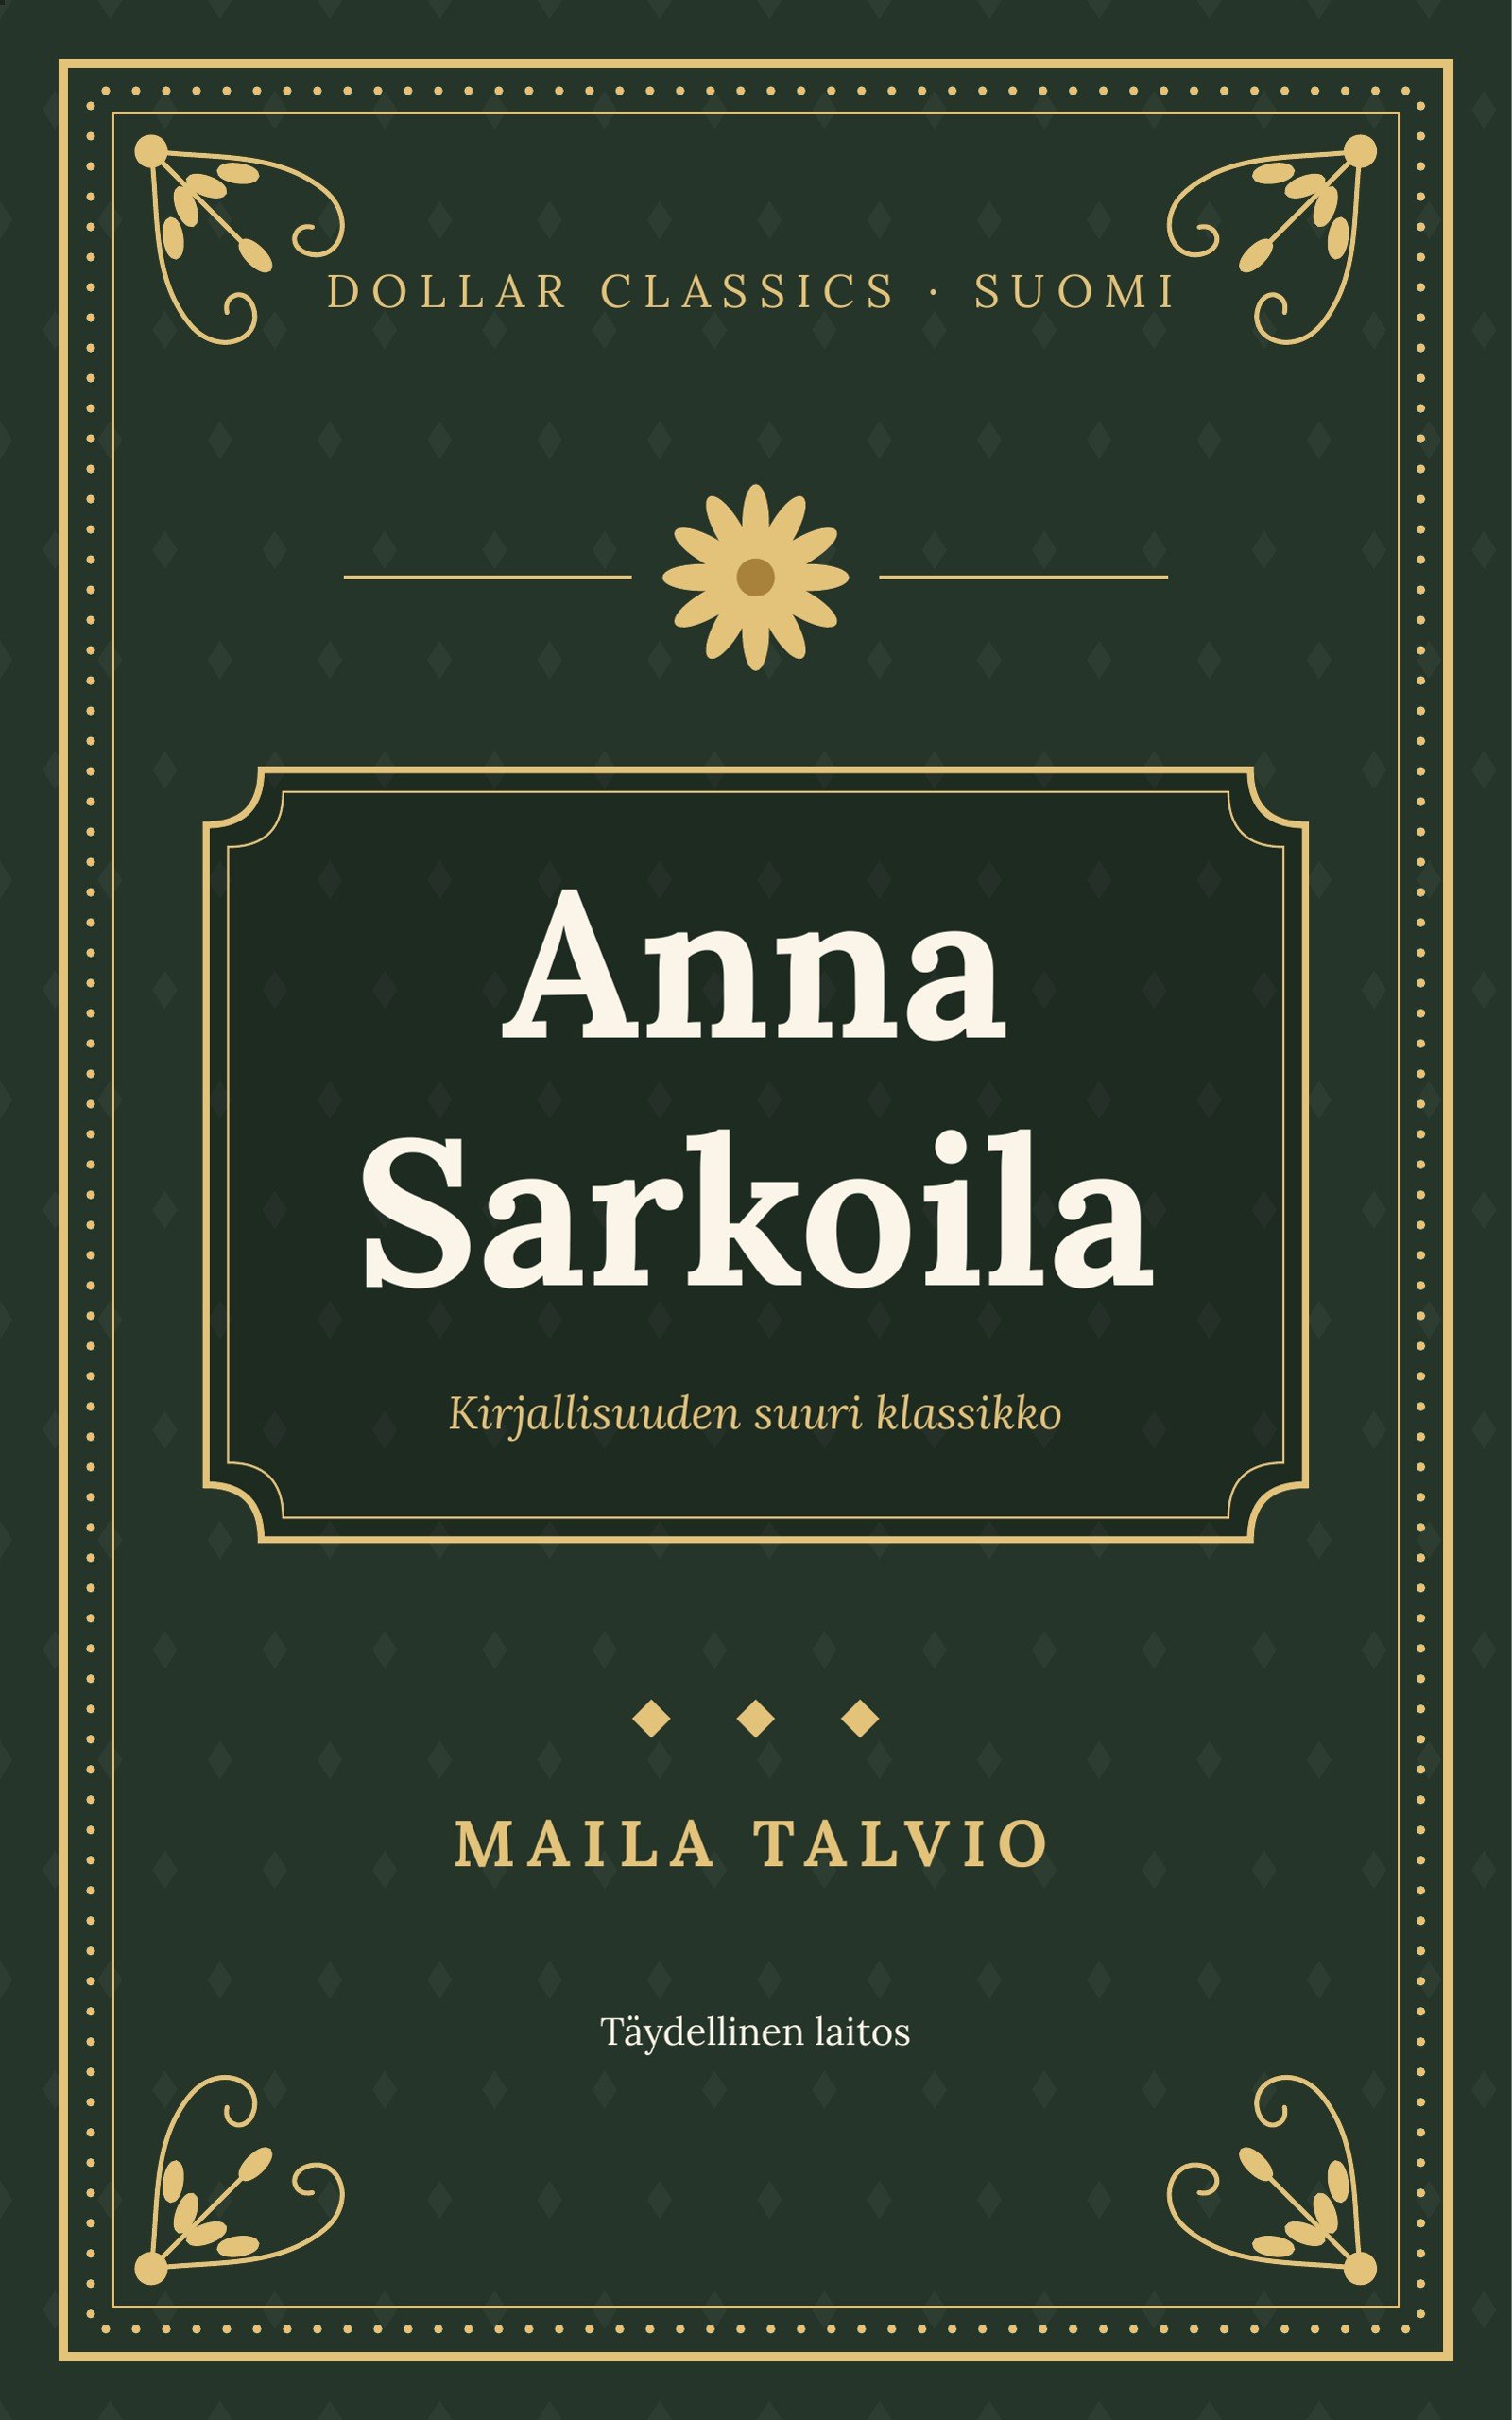 DOLLAR CLASSICS · SUOMI
Anna
Sarkoila
Kirjallisuuden suuri klassikko
MAILA TALVIO
Täydellinen laitos